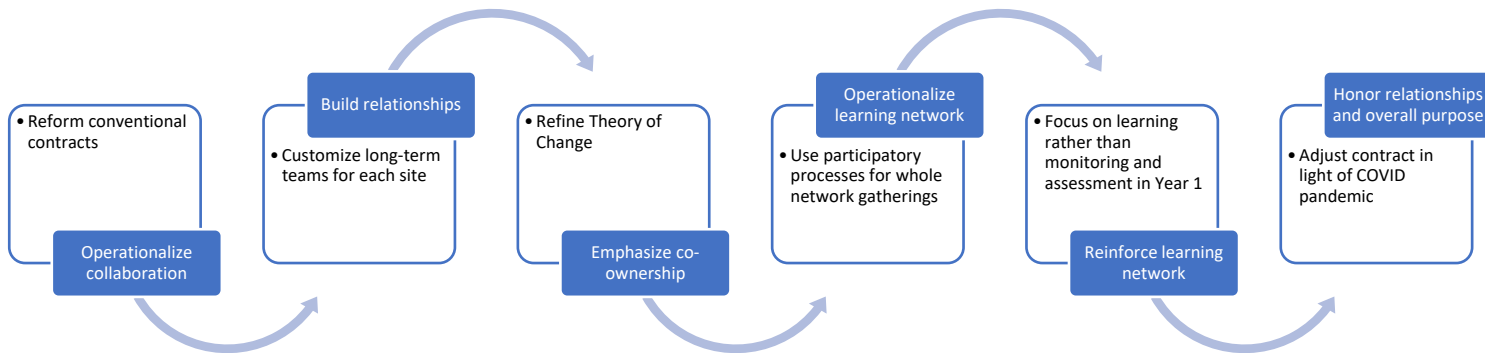 • Reform conventional
contracts
Operationalize
collaboration
Build relationships
• Customize long-term
teams for each site
• Refine Theory of
Change
Emphasize co-
ownership
Operationalize
learning network
• Use participatory
processes for whole
network gatherings
• Focus on learning
rather than
monitoring and
assessment in Year 1
Reinforce learning
network
Honor relationships
and overall purpose
• Adjust contract in
light of COVID
pandemic